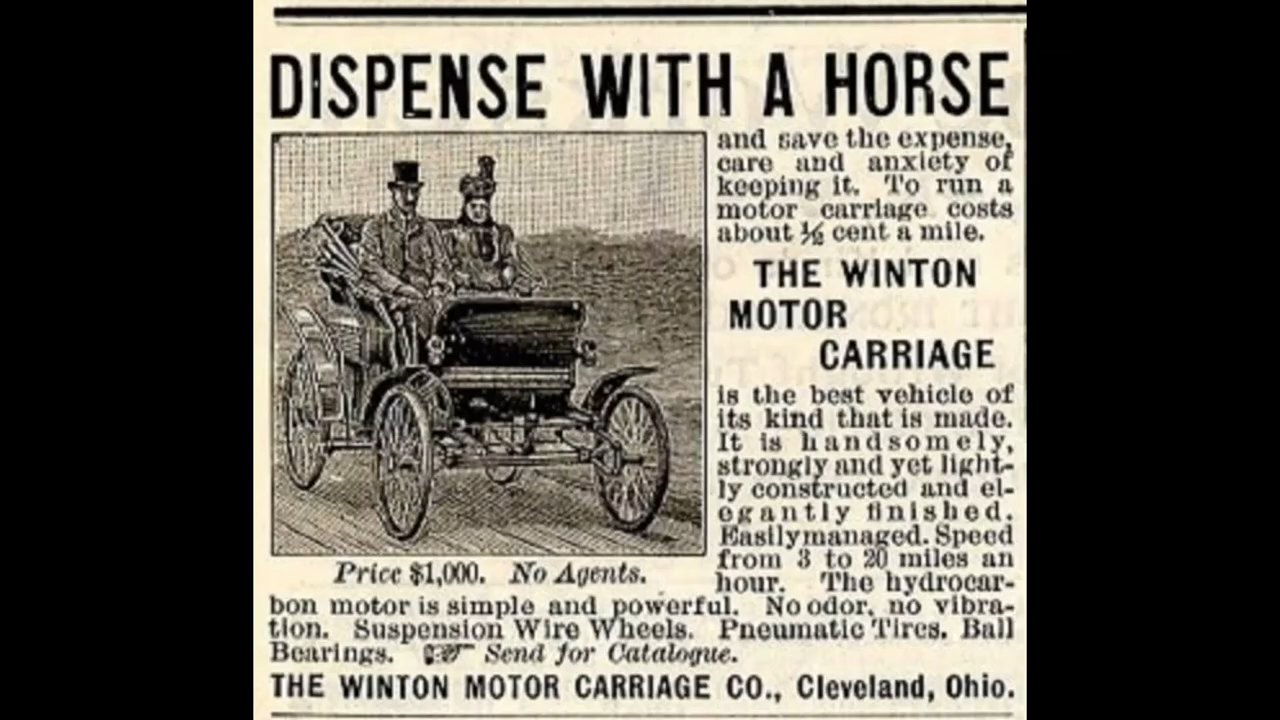 DISPENSE WITH A HORSE
and save the expense,
care and anxiety of
keeping it. To run a
motor carriage costs
about ½ cent a mile.
THE WINTON
MOTOR
CARRIAGE
is the best vehicle of
its kind that is made.
It is handsomely,
strongly and yet light-
ly constructed and el-
egantly finished.
Easily managed. Speed
from 3 to 20 miles an
hour. The hydrocar-
Price $1,000. No Agents.
bon motor is simple and powerful. No odor, no vibra-
tion. Suspension Wire Wheels. Pneumatic Tires. Ball
Bearings. ☞ Send for Catalogue.
THE WINTON MOTOR CARRIAGE CO., Cleveland, Ohio.